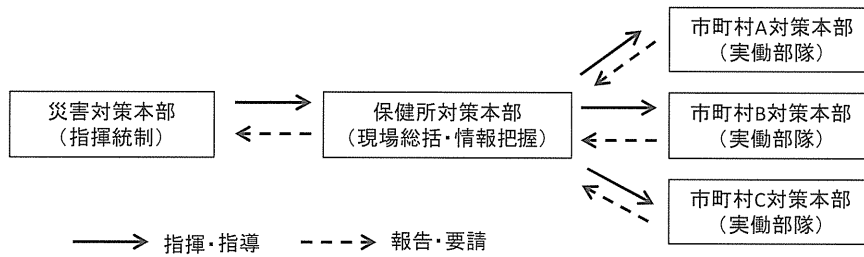 災害対策本部
（指揮統制）
保健所対策本部
（現場総括・情報把握）
市町村A対策本部
（実働部隊）
市町村B対策本部
（実働部隊）
市町村C対策本部
（実働部隊）
指揮・指導
報告・要請